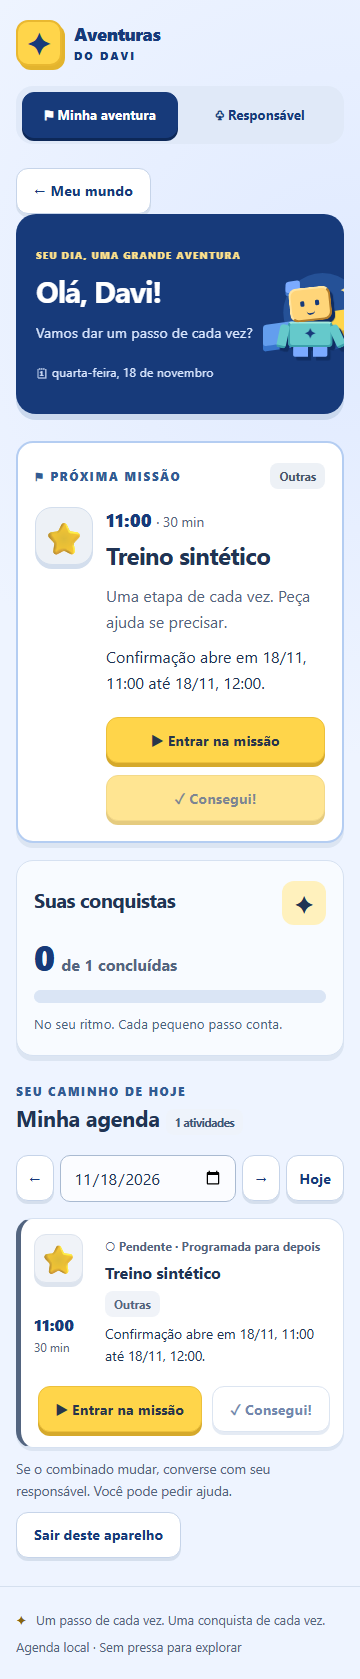 Aventuras
DO DAVI
Minha aventura
Responsável
← Meu mundo
SEU DIA, UMA GRANDE AVENTURA
Olá, Davi!
Vamos dar um passo de cada vez?
quarta-feira, 18 de novembro
PRÓXIMA MISSÃO
Outras
11:00 · 30 min
Treino sintético
Uma etapa de cada vez. Peça
ajuda se precisar.
Confirmação abre em 18/11,
11:00 até 18/11, 12:00.
▶ Entrar na missão
✓ Consegui!
Suas conquistas
0 de 1 concluídas
No seu ritmo. Cada pequeno passo conta.
SEU CAMINHO DE HOJE
Minha agenda 1 atividades
←
11/18/2026
→
Hoje
○ Pendente · Programada para depois
Treino sintético
Outras
11:00
30 min
Confirmação abre em 18/11, 11:00
até 18/11, 12:00.
▶ Entrar na missão
✓ Consegui!
Se o combinado mudar, converse com seu
responsável. Você pode pedir ajuda.
Sair deste aparelho
✦ Um passo de cada vez. Uma conquista de cada vez.
Agenda local · Sem pressa para explorar